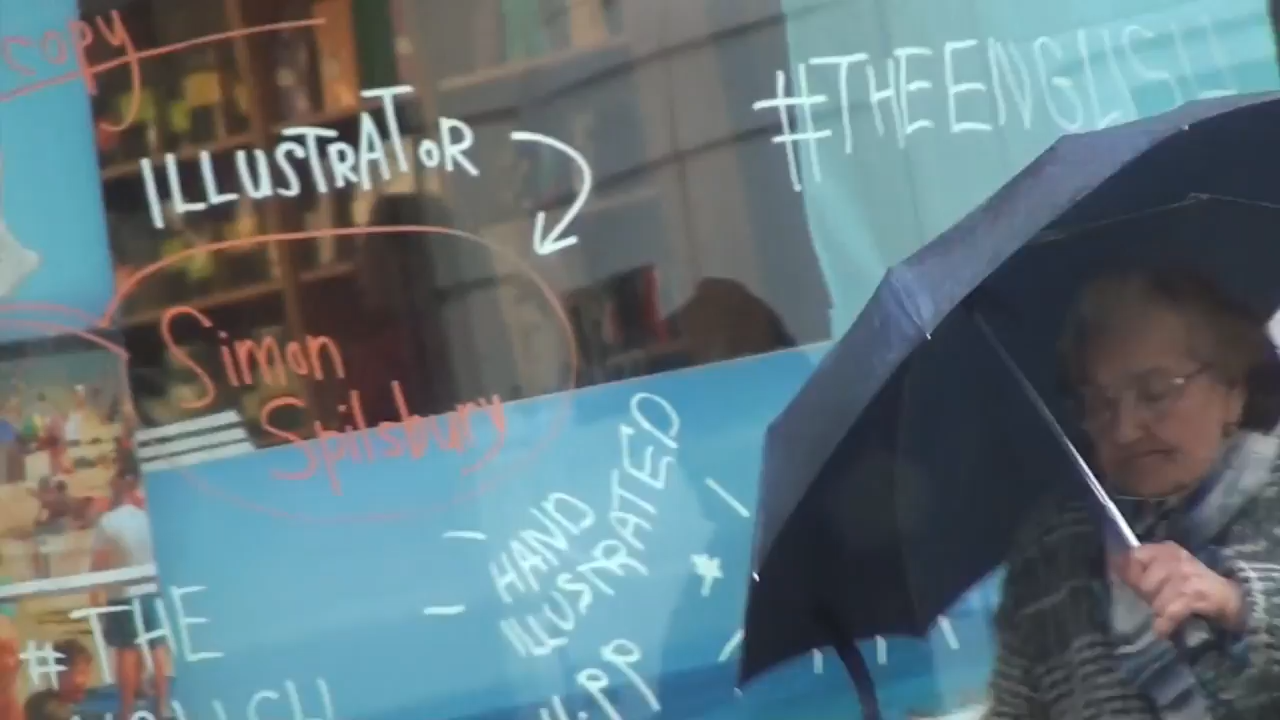 copy
ILLUSTRATOR
#THEENGLISH
Simon
Spilsbury
HAND
ILLUSTRATED
# THE